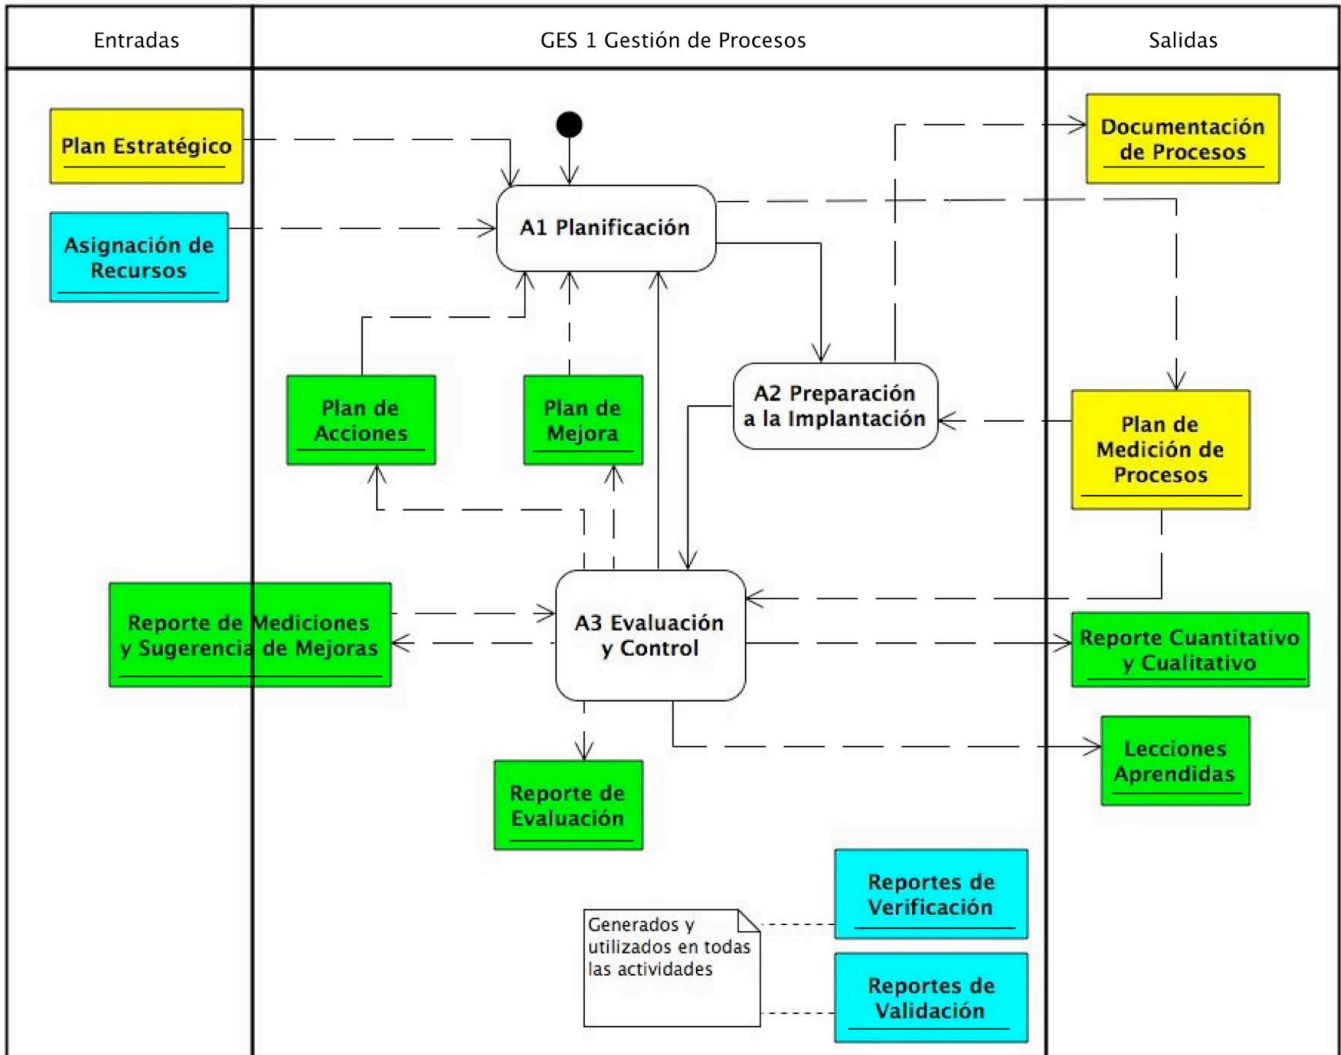 Entradas
GES 1 Gestión de Procesos
Salidas
Plan Estratégico
Documentación
de Procesos
Asignación de
Recursos
A1 Planificación
Plan de
Acciones
Plan de
Mejora
A2 Preparación
a la Implantación
Plan de
Medición de
Procesos
Reporte de Mediciones
y Sugerencia de Mejoras
A3 Evaluación
y Control
Reporte Cuantitativo
y Cualitativo
Lecciones
Aprendidas
Reporte de
Evaluación
Reportes de
Verificación
Generados y
utilizados en todas
las actividades
Reportes de
Validación